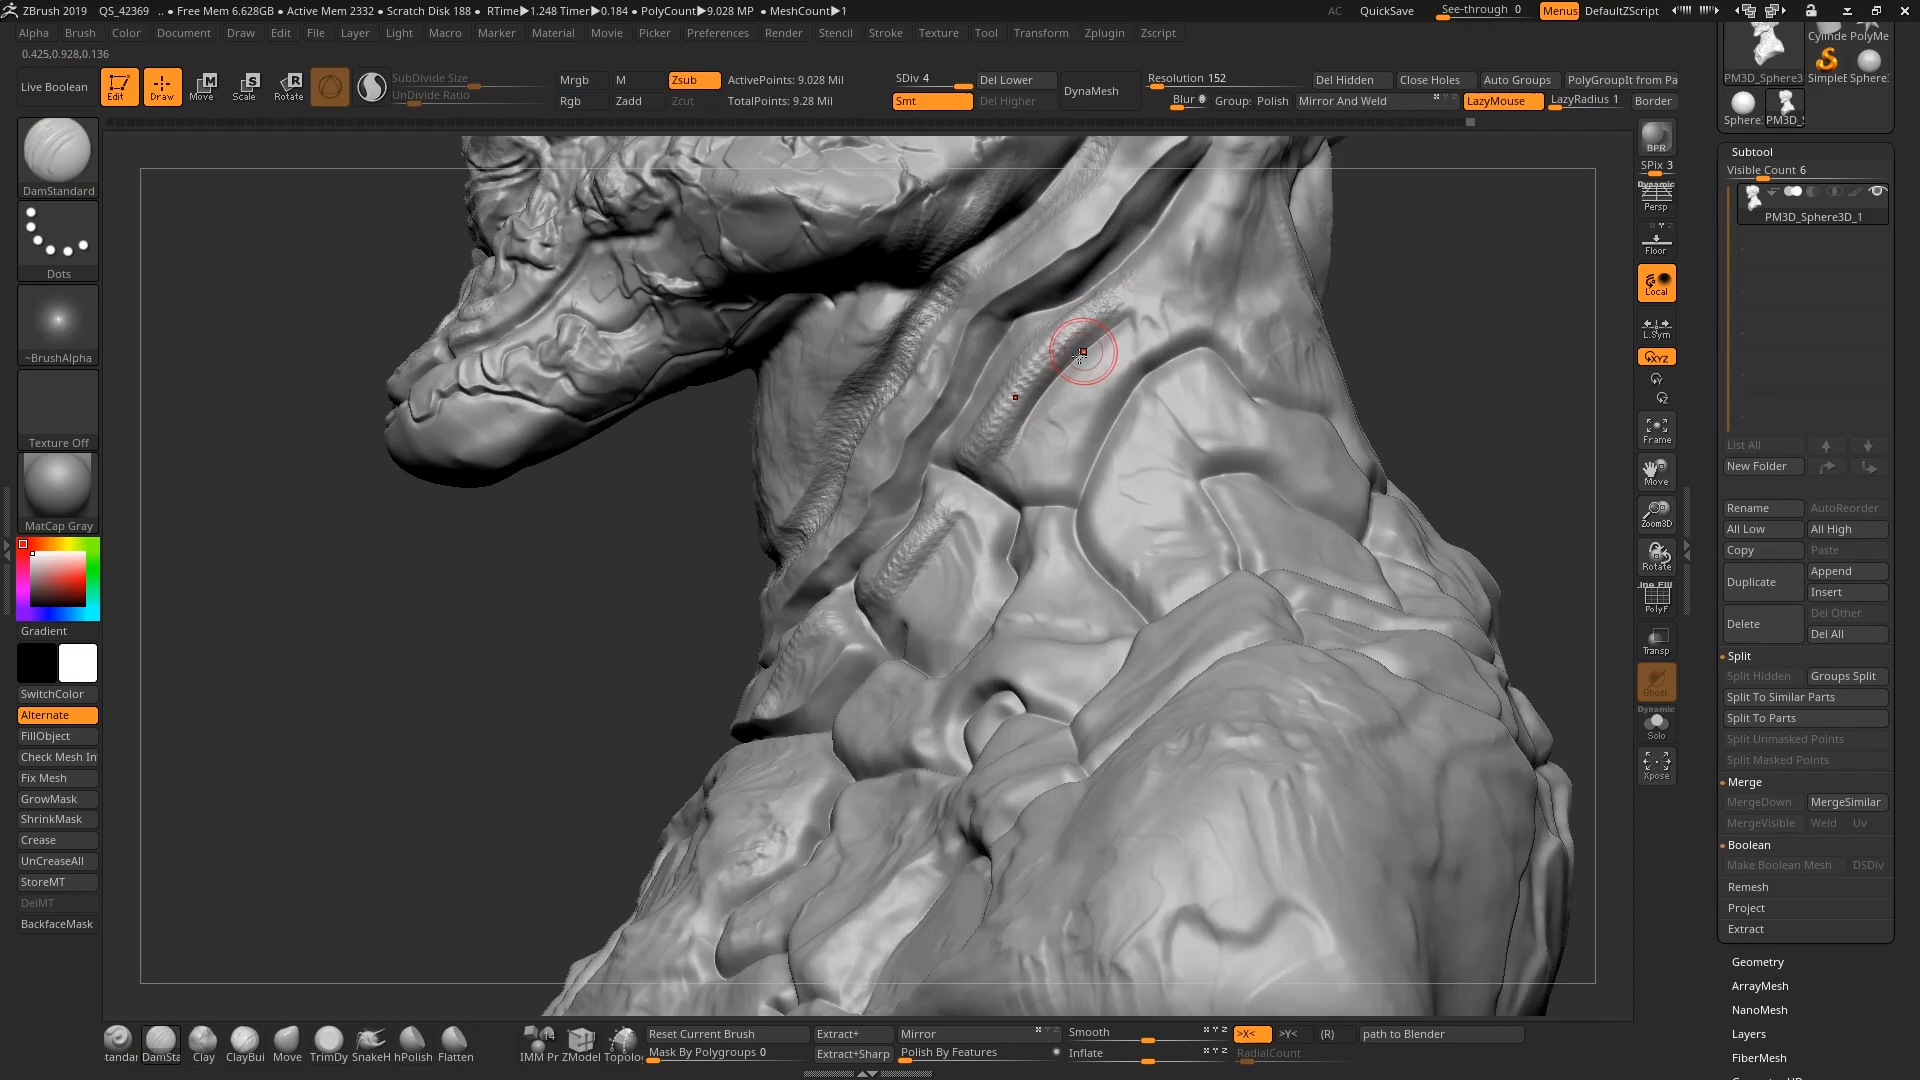 ZBrush 2019 QS_42369 .. • Free Mem 6.628GB • Active Mem 2332 • Scratch Disk 188 • RTime▶1.248 Timer▶0.184 • PolyCount▶9.028 MP • MeshCount▶1 AC QuickSave See-through 0 Menus DefaultZScript
Alpha Brush Color Document Draw Edit File Layer Light Macro Marker Material Movie Picker Preferences Render Stencil Stroke Texture Tool Transform Zplugin Zscript
0.425,0.928,0.136
Live Boolean Edit Draw Move Scale Rotate
SubDivide Size
UnDivide Ratio
Mrgb M Zsub ActivePoints: 9.028 Mil
Rgb Zadd Zcut TotalPoints: 9.28 Mil
SDiv 4 Del Lower
Smt Del Higher
DynaMesh
Resolution 152 Del Hidden Close Holes Auto Groups PolyGroupIt from Pa
Blur 0 Group: Polish Mirror And Weld LazyMouse LazyRadius 1 Border
DamStandard
Dots
~BrushAlpha
Texture Off
MatCap Gray
Gradient
SwitchColor
Alternate
FillObject
Check Mesh In
Fix Mesh
GrowMask
ShrinkMask
Crease
UnCreaseAll
StoreMT
DelMT
BackfaceMask
BPR
SPix 3
Dynamic
Persp
Floor
Local
L.Sym
XYZ
Y
Z
Frame
Move
Zoom3D
Rotate
Line Fill
PolyF
Transp
Ghost
Dynamic
Solo
Xpose
Cylinde PolyMe
PM3D_Sphere3 SimpleE Sphere
Sphere: PM3D_S
Subtool
Visible Count 6
PM3D_Sphere3D_1
List All
New Folder
Rename AutoReorder
All Low All High
Copy Paste
Duplicate Append
Insert
Delete Del Other
Del All
Split
Split Hidden Groups Split
Split To Similar Parts
Split To Parts
Split Unmasked Points
Split Masked Points
Merge
MergeDown MergeSimilar
MergeVisible Weld Uv
Boolean
Make Boolean Mesh DSDiv
Remesh
Project
Extract
Geometry
ArrayMesh
NanoMesh
Layers
FiberMesh
tandar DamSta Clay ClayBui Move TrimDy SnakeH hPolish Flatten
14
IMM Pr ZModel Topolo
Reset Current Brush Extract+ Mirror Smooth >X< >Y< (R) path to Blender
Mask By Polygroups 0 Extract+Sharp Polish By Features Inflate RadialCount